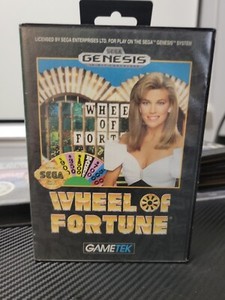 LICENSED BY SEGA ENTERPRISES LTD. FOR PLAY ON THE SEGA™ GENESIS™ SYSTEM
SEGA
GENESIS
WHEEL
OF
FOR
SEGA
WHEEL OF
FORTUNE
GAMETEK